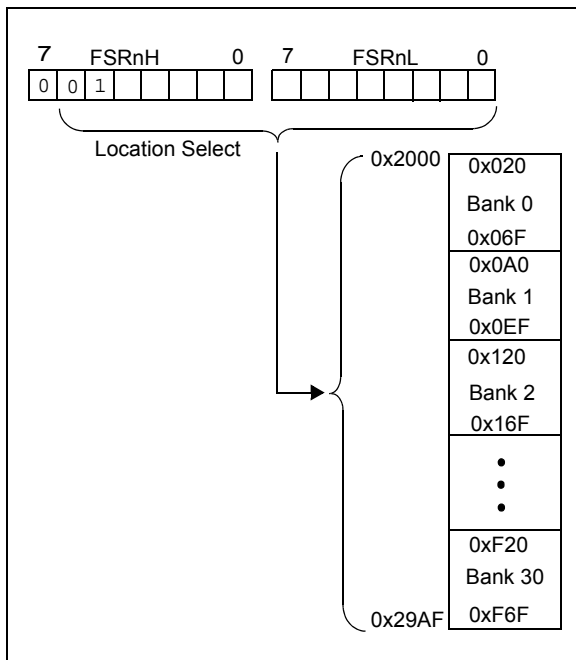 7 FSRnH 0 7 FSRnL 0
0 0 1
Location Select
0x2000
0x020
Bank 0
0x06F
0x0A0
Bank 1
0x0EF
0x120
Bank 2
0x16F
0xF20
Bank 30
0xF6F
0x29AF